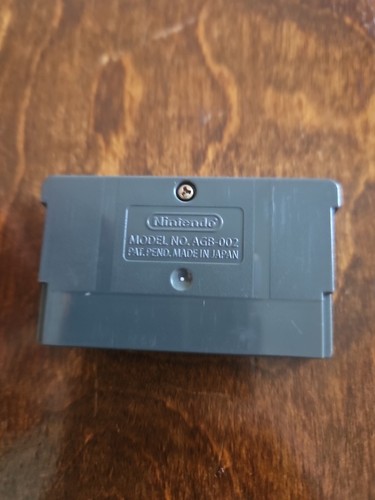 Nintendo
MODEL NO. AGB-002
PAT. PEND. MADE IN JAPAN